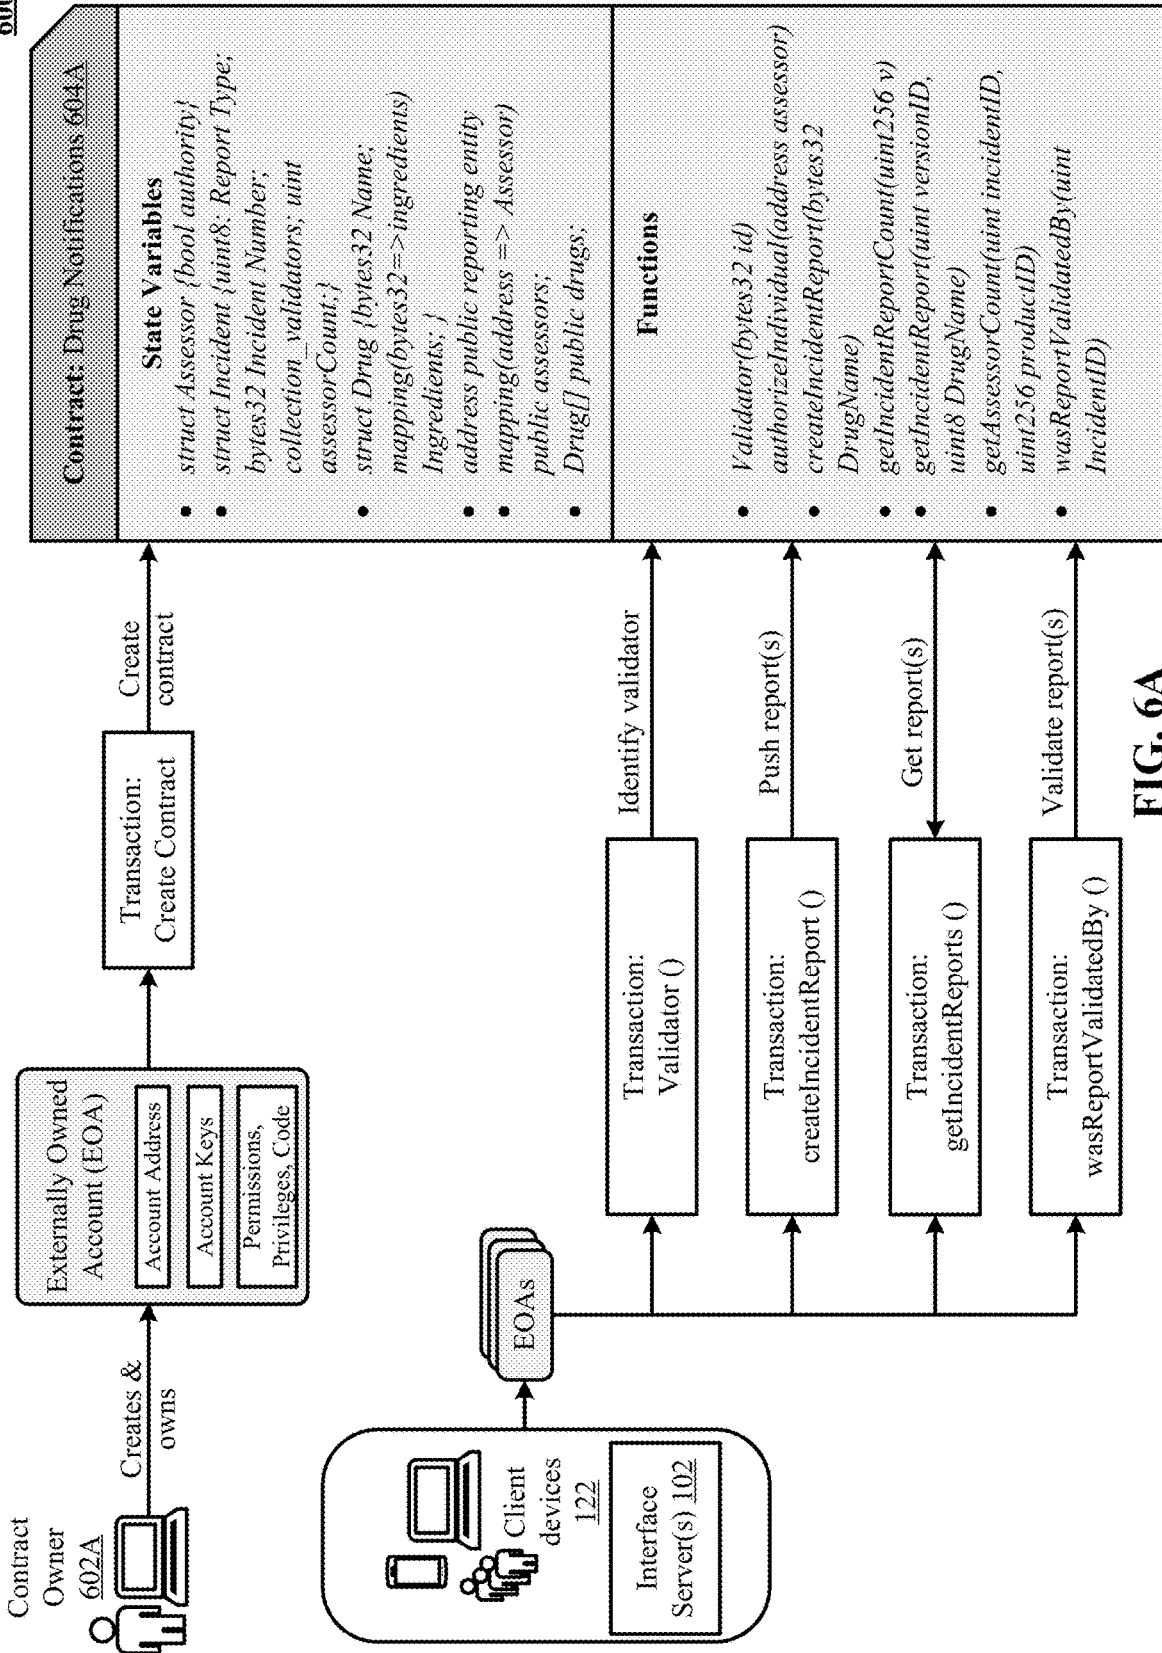 Contract
Owner
602A
Creates &
owns
Externally Owned
Account (EOA)
Account Address
Account Keys
Permissions,
Privileges, Code
Transaction:
Create Contract
Create
contract
Contract: Drug Notifications 604A
State Variables
• struct Assessor {bool authority}
• struct Incident {uint8: Report Type;
bytes32 Incident Number;
collection_validators; uint
assessorCount;}
• struct Drug {bytes32 Name;
mapping(bytes32=>ingredients)
Ingredients; }
• address public reporting entity
• mapping(address => Assessor)
public assessors;
• Drug[] public drugs;
Functions
• Validator(bytes32 id)
authorizeIndividual(address assessor)
• createIncidentReport(bytes32
DrugName)
• getIncidentReportCount(uint256 v)
• getIncidentReport(uint versionID,
uint8 DrugName)
• getAssessorCount(uint incidentID,
uint256 productID)
• wasReportValidatedBy(uint
IncidentID)
Client
devices
122
Interface
Server(s) 102
EOAs
Transaction:
Validator ()
Identify validator
Transaction:
createIncidentReport ()
Push report(s)
Transaction:
getIncidentReports ()
Get report(s)
Transaction:
wasReportValidatedBy ()
Validate report(s)
FIG. 6A